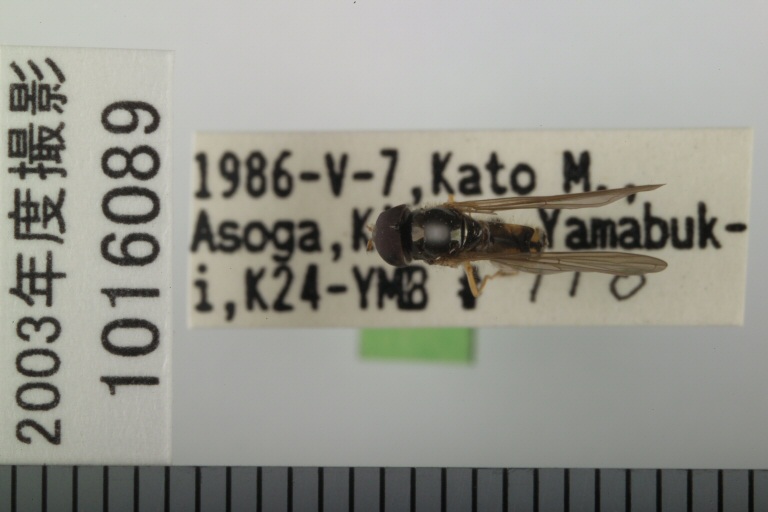 2003年度撮影
1016089
1986-V-7,Kato M.,
Asoga, Yamabuk-
i,K24-YMB